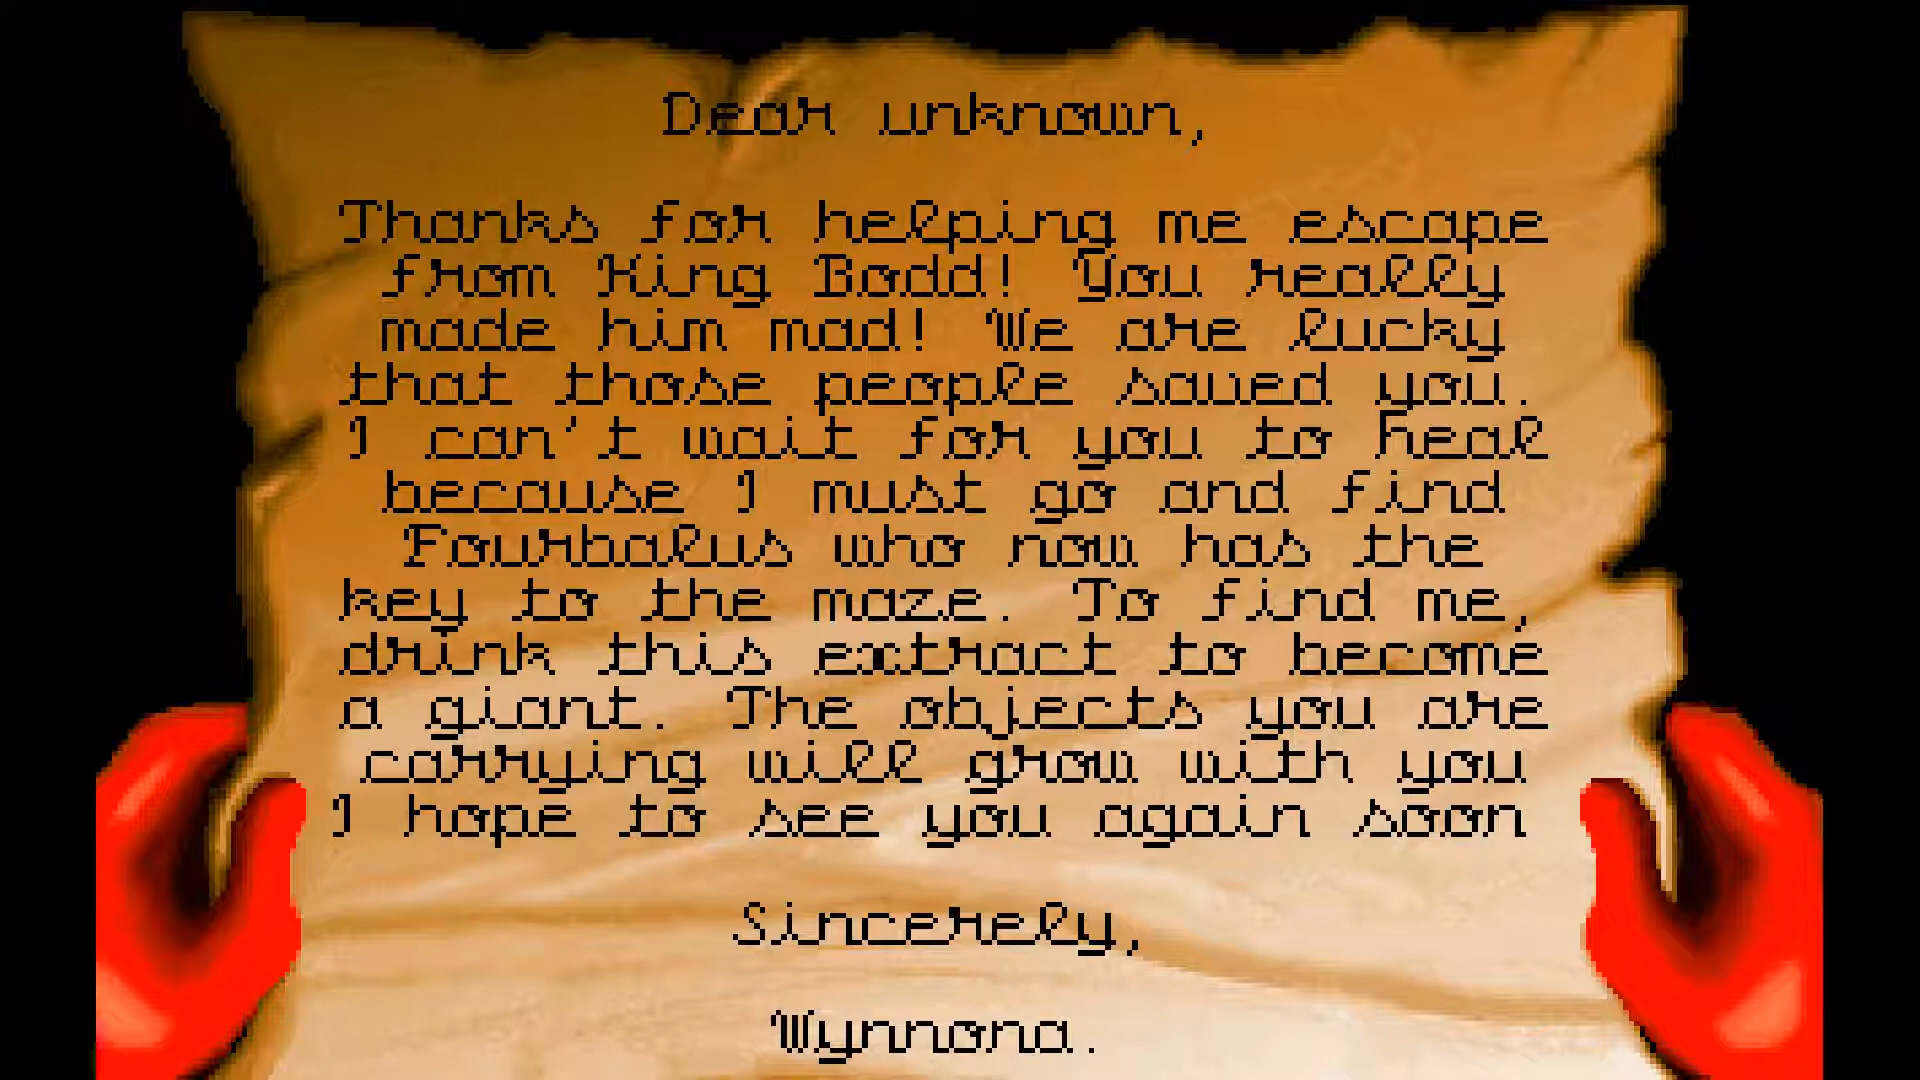 Dear unknown,
Thanks for helping me escape
from King Bodd! You really
made him mad! We are lucky
that those people saved you.
I can't wait for you to heal
because I must go and find
Fourbalus who now has the
key to the maze. To find me,
drink this extract to become
a giant. The objects you are
carrying will grow with you
I hope to see you again soon
Sincerely,
Wynnona.